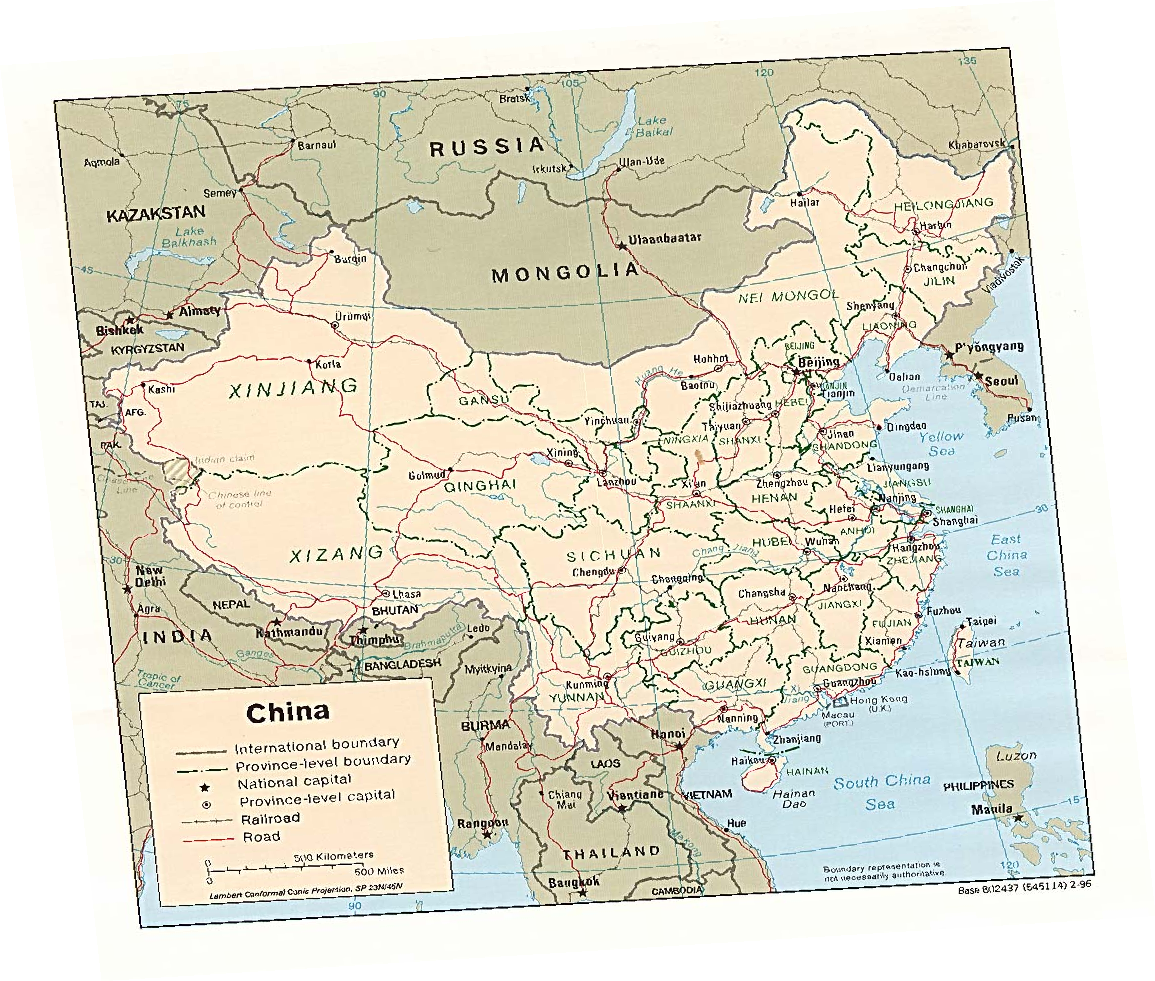 75
90
105
120
135
Bratsk
Lake
Baikal
RUSSIA
Barnaul
Aqmola
Irkutsk
Ulan-Ude
Khabarovsk
Semey
KAZAKSTAN
Hailar
HEILONGJIANG
Lake
Balkhash
Harbin
Ulaanbaatar
MONGOLIA
Burqin
45
Changchun
JILIN
Vladivostok
NEI MONGOL
Almaty
Bishkek
Ürümqi
Shenyang
LIAONING
KYRGYZSTAN
BEIJING
Beijing
P'yŏngyang
Korla
Hohhot
Huang He
Baotou
Dalian
Seoul
Kashi
XINJIANG
TIANJIN
Tianjin
Demarcation
Line
GANSU
TAJ.
AFG.
Shijiazhuang
HEBEI
Pusan
Yinchuan
Taiyuan
Jinan
Qingdao
PAK.
NINGXIA
SHANXI
SHANDONG
Yellow
Sea
Indian claim
Xining
Lianyungang
Golmud
QINGHAI
Lanzhou
Xi'an
Zhengzhou
JIANGSU
Line
Chinese line
of control
SHAANXI
HENAN
Nanjing
Hefei
SHANGHAI
Shanghai
30
ANHUI
XIZANG
SICHUAN
Chang Jiang
HUBEI
Wuhan
Hangzhou
ZHEJIANG
East
China
Sea
30
New
Delhi
Chengdu
Chongqing
Nanchang
Lhasa
Changsha
JIANGXI
NEPAL
BHUTAN
Agra
HUNAN
FUJIAN
Fuzhou
Taipei
INDIA
Kathmandu
Thimphu
Brahmaputra
Ledo
Guiyang
GUIZHOU
Xiamen
Taiwan
Ganges
BANGLADESH
Myitkyina
GUANGDONG
Kao-hsiung
TAIWAN
Tropic of
Cancer
Kunming
YUNNAN
GUANGXI
Xi
Jiang
Guangzhou
Hong Kong
(U.K.)
Macau
(PORT.)
China
BURMA
Nanning
Hanoi
Zhanjiang
International boundary
Province-level boundary
National capital
Province-level capital
Railroad
Road
Mandalay
LAOS
Haikou
HAINAN
Luzon
Chiang
Mai
Viantiane
VIETNAM
Hainan
Dao
South China
Sea
PHILIPPINES
Manila
15
Rangoon
Hue
Mekong
0
500 Kilometers
0
500 Miles
THAILAND
Lambert Conformal Conic Projection, SP 23N/45N
Bangkok
CAMBODIA
Boundary representation is
not necessarily authoritative
120
90
Base 802437 (545114) 2-96